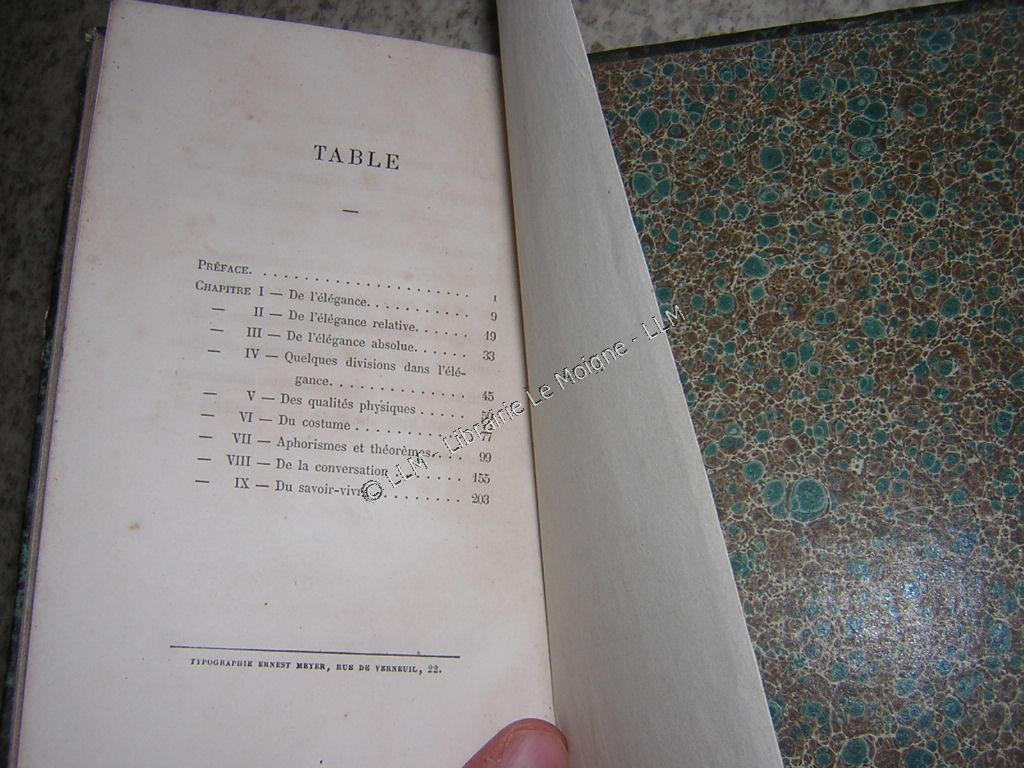 TABLE
—
PRÉFACE. . . . . . . . . . . . . . . . . . . . 1
CHAPITRE I — De l'élégance. . . . . . . . . . 9
— II — De l'élégance relative. . . . . . 19
— III — De l'élégance absolue. . . . . . 33
— IV — Quelques divisions dans l'élé-
gance. . . . . . . . . . . . . 45
— V — Des qualités physiques . . . . .
— VI — Du costume . . . . . . . . . .
— VII — Aphorismes et théorèmes. . . . 99
— VIII — De la conversation . . . . . . 155
— IX — Du savoir-vivre . . . . . . . 203
TYPOGRAPHIE ERNEST MEYER, RUE DE VERNEUIL, 22.
© LLM - Librairie Le Moigne - LLM